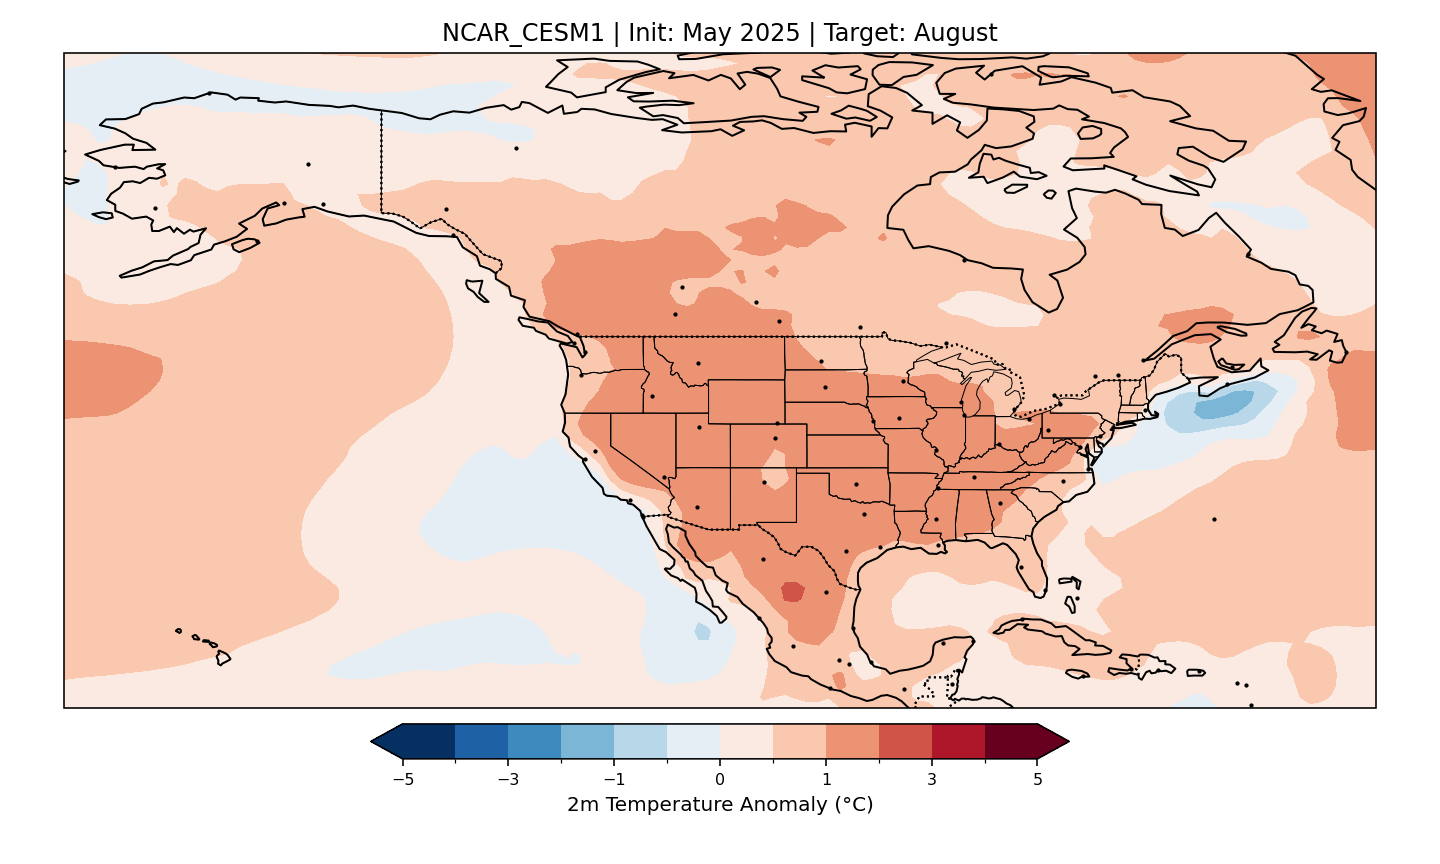 NCAR_CESM1 | Init: May 2025 | Target: August
−5 −3 −1 0 1 3 5
2m Temperature Anomaly (°C)